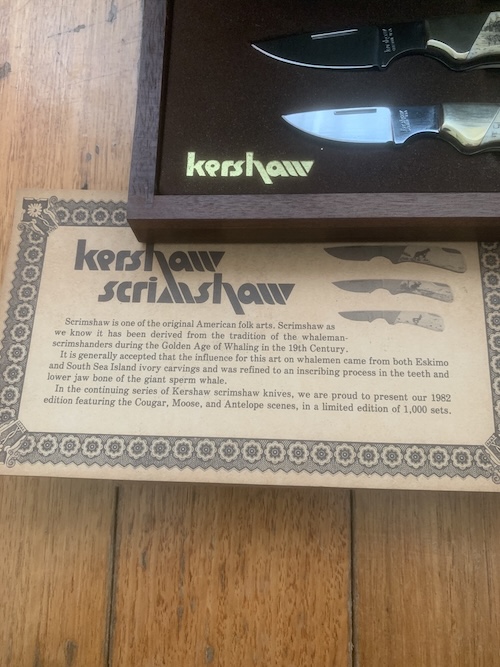 kershaw
kershaw
kershaw
kershaw
scrimshaw
Scrimshaw is one of the original American folk arts. Scrimshaw as
we know it has been derived from the tradition of the whaleman-
scrimshanders during the Golden Age of Whaling in the 19th Century.
It is generally accepted that the influence for this art on whalemen came from both Eskimo
and South Sea Island ivory carvings and was refined to an inscribing process in the teeth and
lower jaw bone of the giant sperm whale.
In the continuing series of Kershaw scrimshaw knives, we are proud to present our 1982
edition featuring the Cougar, Moose, and Antelope scenes, in a limited edition of 1,000 sets.